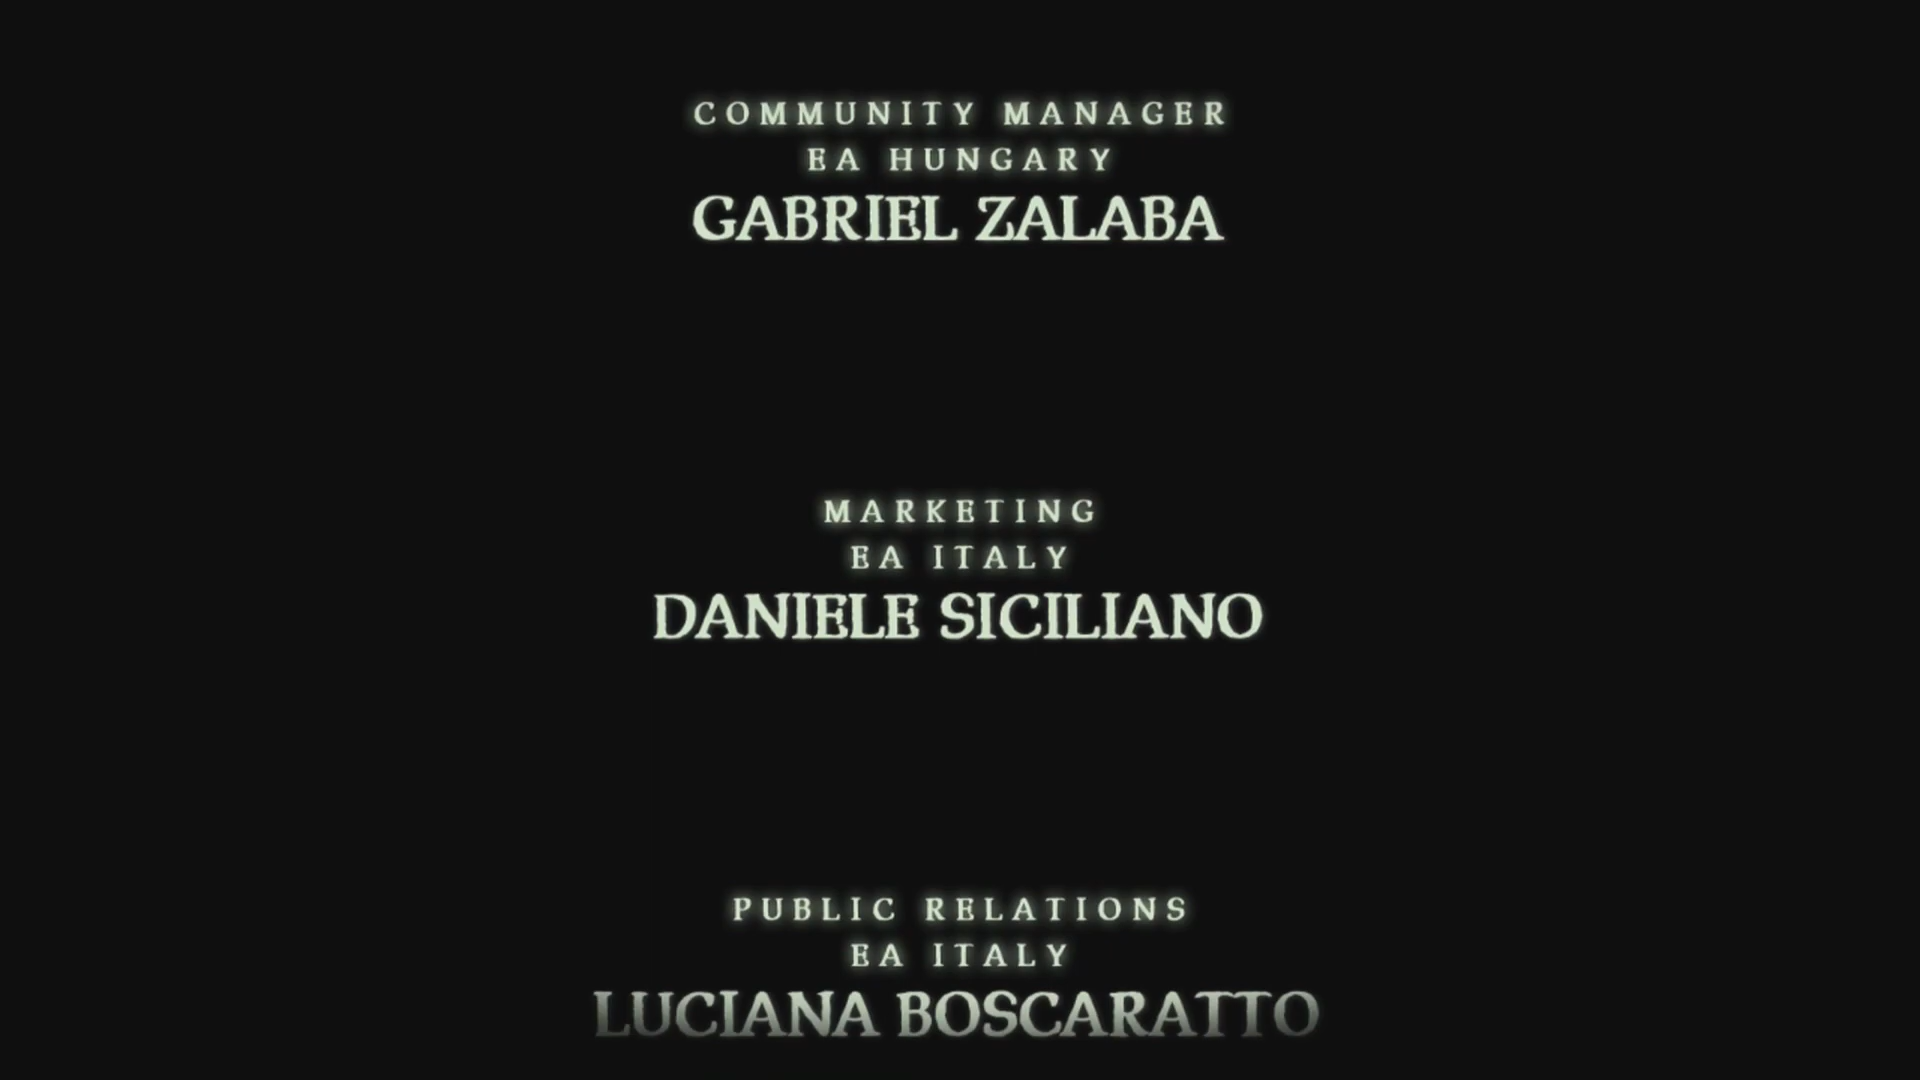 COMMUNITY MANAGER
EA HUNGARY
GABRIEL ZALABA
MARKETING
EA ITALY
DANIELE SICILIANO
PUBLIC RELATIONS
EA ITALY
LUCIANA BOSCARATTO